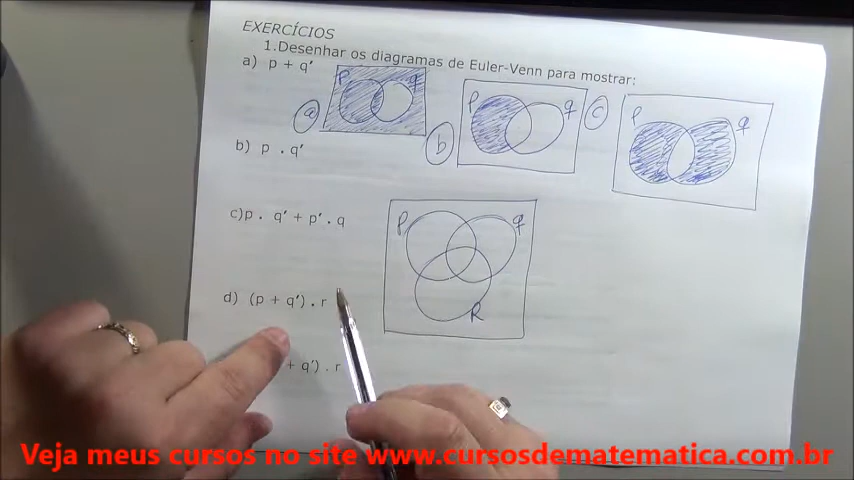 EXERCÍCIOS
1.Desenhar os diagramas de Euler-Venn para mostrar:
a) p + q'
a
p q
b
p q
c
p q
b) p . q'
c)p . q' + p' . q
p q
R
d) (p + q') . r
+ q') . r
Veja meus cursos no site www.cursosdematematica.com.br